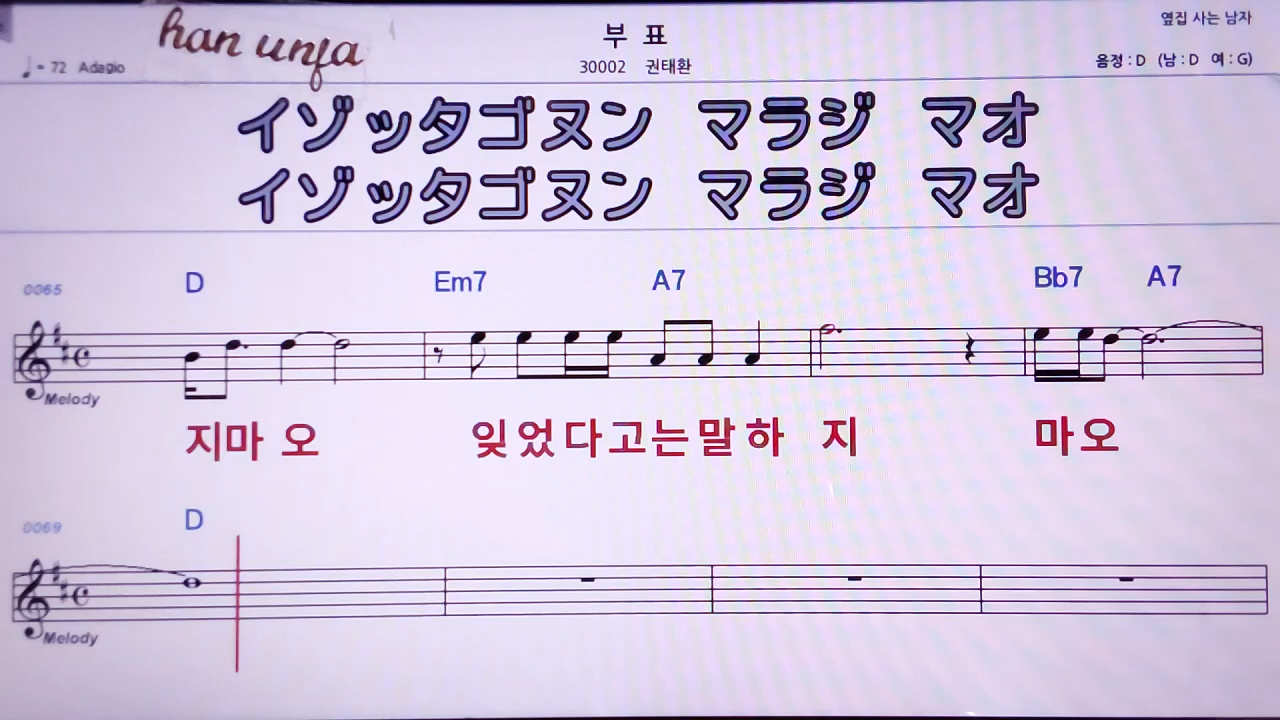 han unfa
부 표
옆집 사는 남자
♩= 72 Adagio
30002 권태환
음정 : D (남 : D 여 : G)
イゾッタゴヌン マラジ マオ
イゾッタゴヌン マラジ マオ
0065 D Em7 A7 Bb7 A7
Melody
지마 오 잊었다고는말하 지 마오
0069 D
Melody